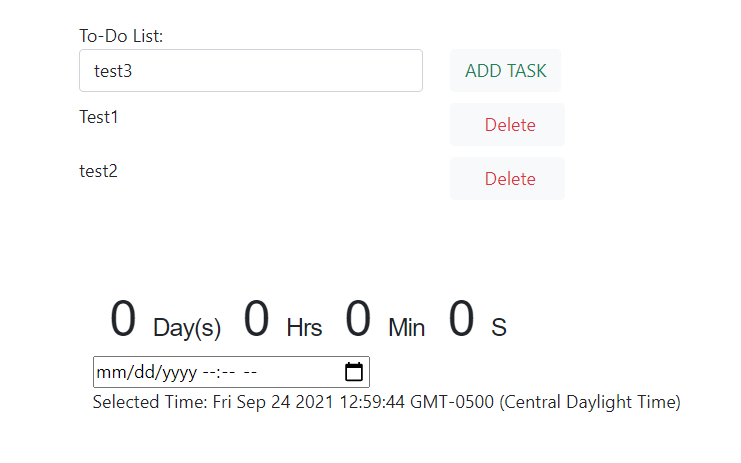 To-Do List:
test3 ADD TASK
Test1 Delete
test2 Delete
0 Day(s) 0 Hrs 0 Min 0 S
mm/dd/yyyy --:-- --
Selected Time: Fri Sep 24 2021 12:59:44 GMT-0500 (Central Daylight Time)